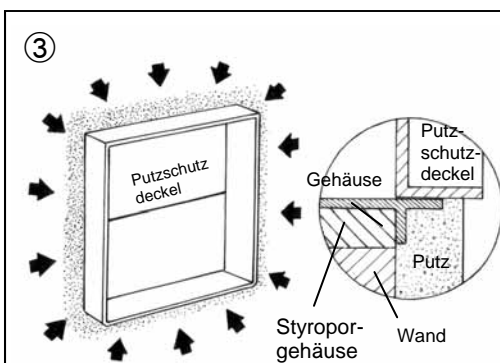 ③
Putzschutz
deckel
Putz-
schutz-
deckel
Gehäuse
Putz
Styropor-
gehäuse
Wand